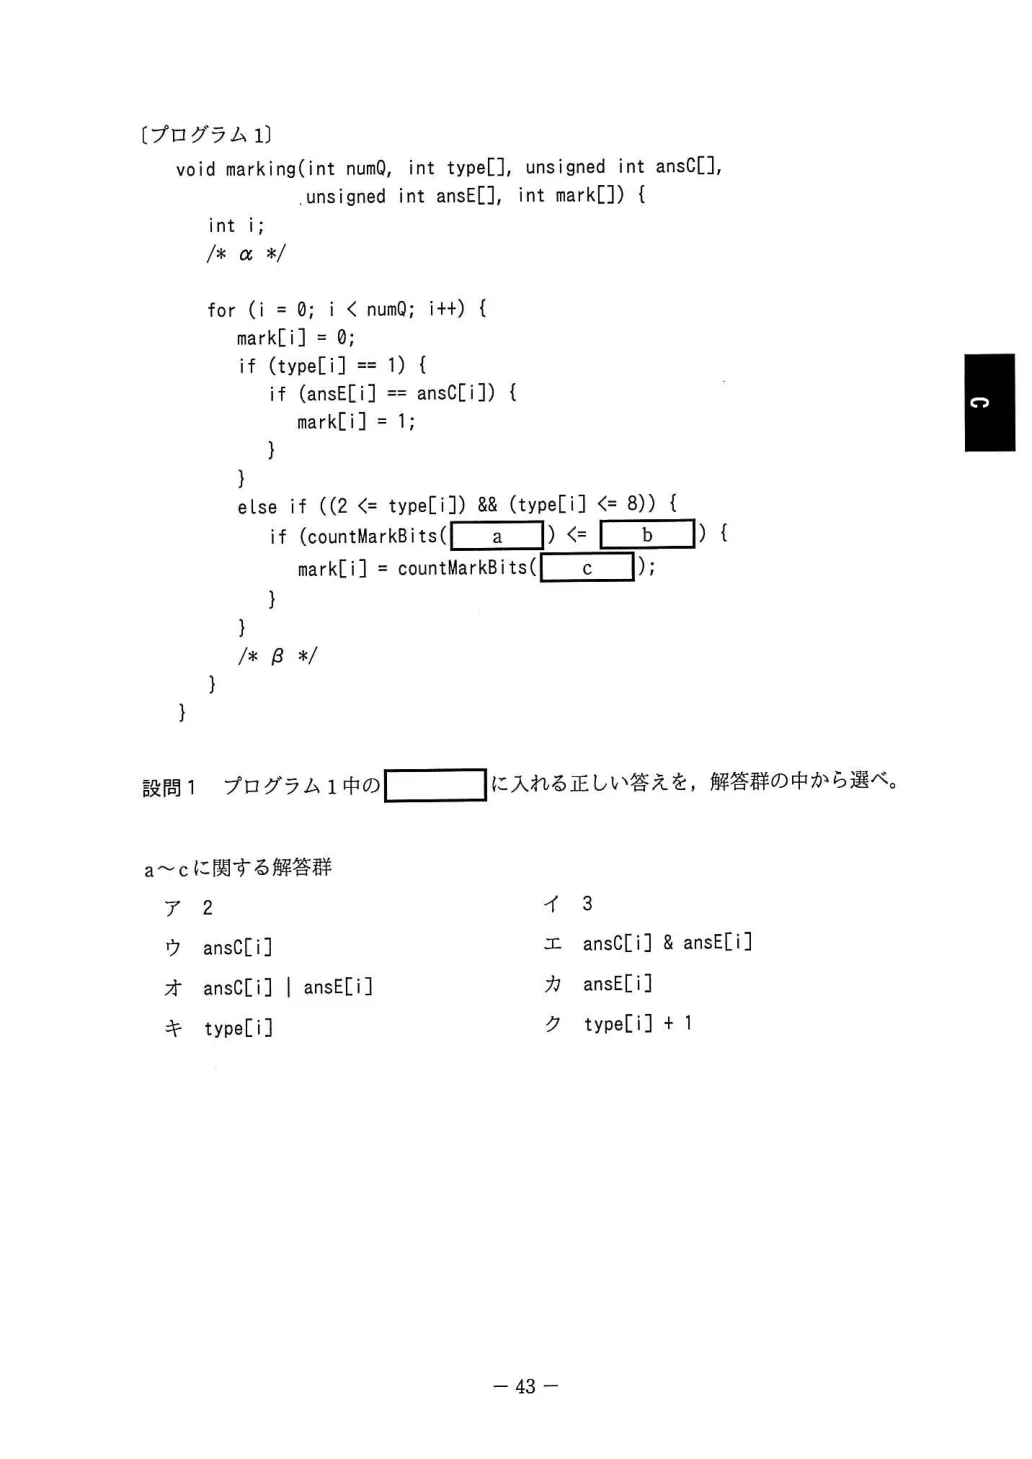 〔プログラム1〕
void marking(int numQ, int type[], unsigned int ansC[],
unsigned int ansE[], int mark[]) {
int i;
/* α */
for (i = 0; i < numQ; i++) {
mark[i] = 0;
if (type[i] == 1) {
if (ansE[i] == ansC[i]) {
mark[i] = 1;
}
}
else if ((2 <= type[i]) && (type[i] <= 8)) {
if (countMarkBits( a ) <= b ) {
mark[i] = countMarkBits( c );
}
}
/* β */
}
}
C
設問1 プログラム1中の に入れる正しい答えを，解答群の中から選べ。
a～cに関する解答群
ア 2 イ 3
ウ ansC[i] エ ansC[i] & ansE[i]
オ ansC[i] | ansE[i] カ ansE[i]
キ type[i] ク type[i] + 1
－ 43 －